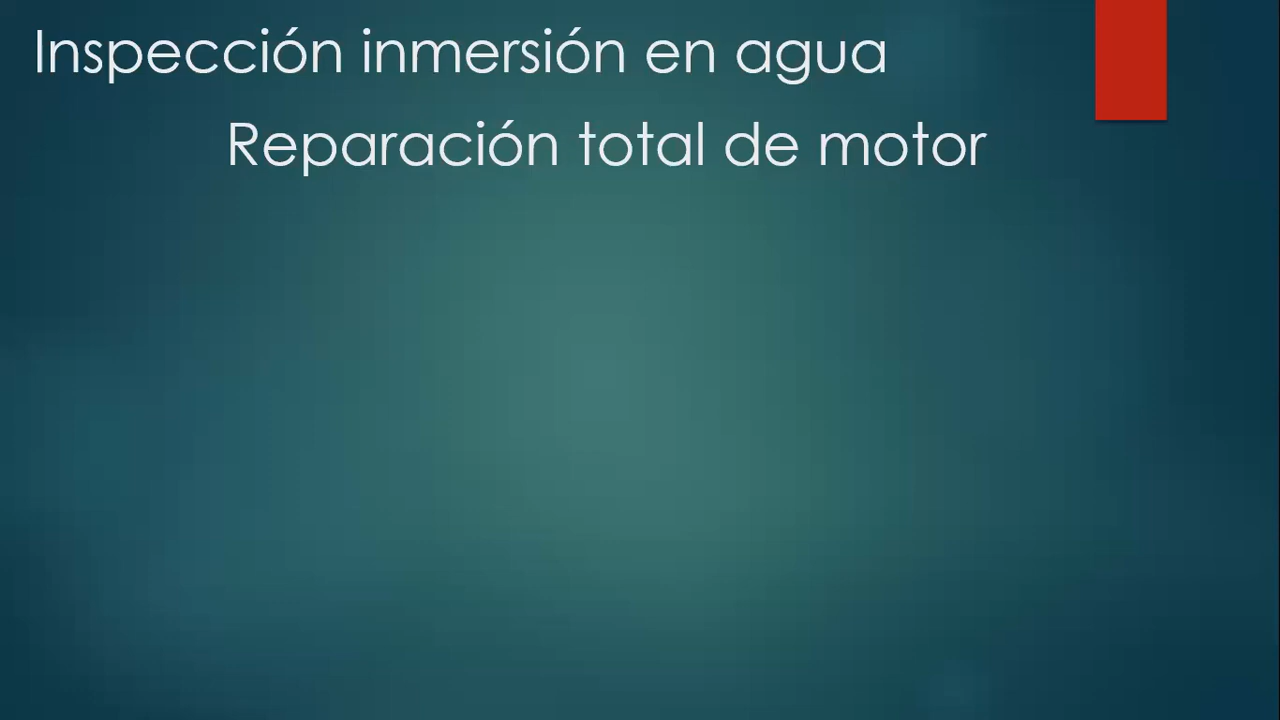 Inspección inmersión en agua
Reparación total de motor